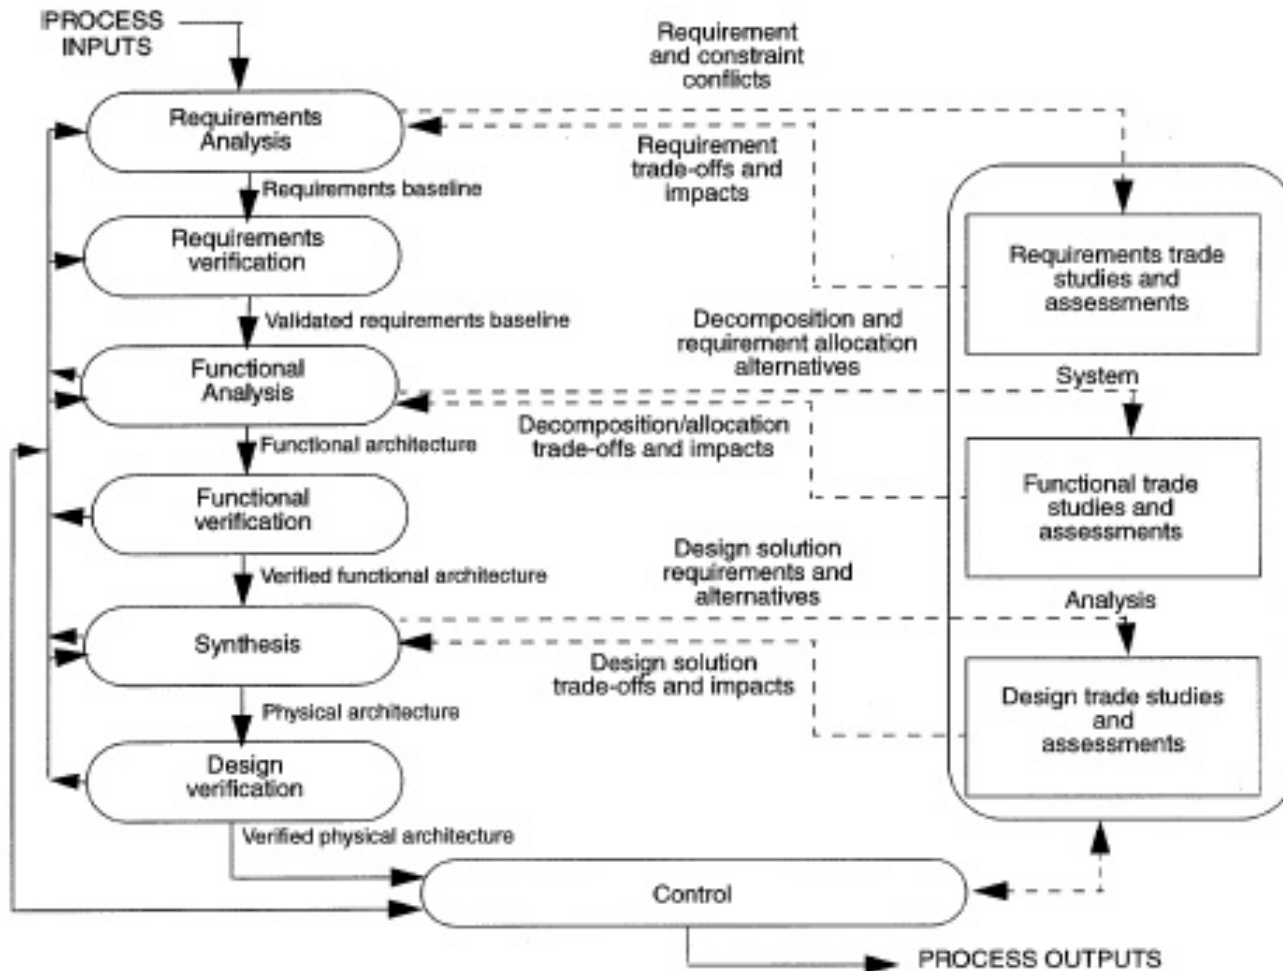 PROCESS
INPUTS
Requirement
and constraint
conflicts
Requirements
Analysis
Requirement
trade-offs and
impacts
Requirements baseline
Requirements
verification
Requirements trade
studies and
assessments
Validated requirements baseline
Decomposition and
requirement allocation
alternatives
Functional
Analysis
System
Decomposition/allocation
trade-offs and impacts
Functional architecture
Functional
verification
Functional trade
studies and
assessments
Design solution
requirements and
alternatives
Verified functional architecture
Analysis
Synthesis
Design solution
trade-offs and impacts
Physical architecture
Design trade studies
and
assessments
Design
verification
Verified physical architecture
Control
PROCESS OUTPUTS